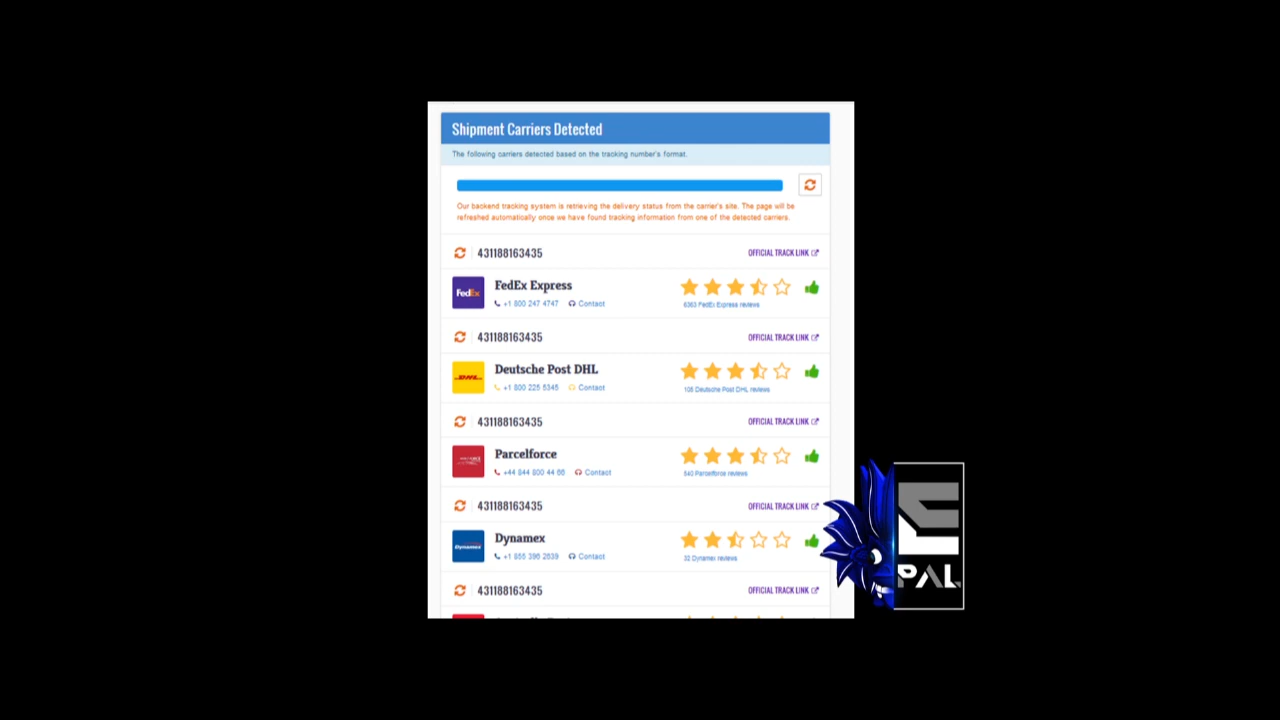 Shipment Carriers Detected
The following carriers detected based on the tracking number's format.
Our backend tracking system is retrieving the delivery status from the carrier's site. The page will be
refreshed automatically once we have found tracking information from one of the detected carriers.
431188163435 OFFICIAL TRACK LINK
FedEx
FedEx Express
+1 800 247 4747 Contact
6363 FedEx Express reviews
431188163435 OFFICIAL TRACK LINK
DHL
Deutsche Post DHL
+1 800 225 5345 Contact
108 Deutsche Post DHL reviews
431188163435 OFFICIAL TRACK LINK
Parcelforce
+44 844 800 44 66 Contact
540 Parcelforce reviews
431188163435 OFFICIAL TRACK LINK
Dynamex
Dynamex
+1 855 396 2639 Contact
32 Dynamex reviews
431188163435 OFFICIAL TRACK LINK
E
PAL